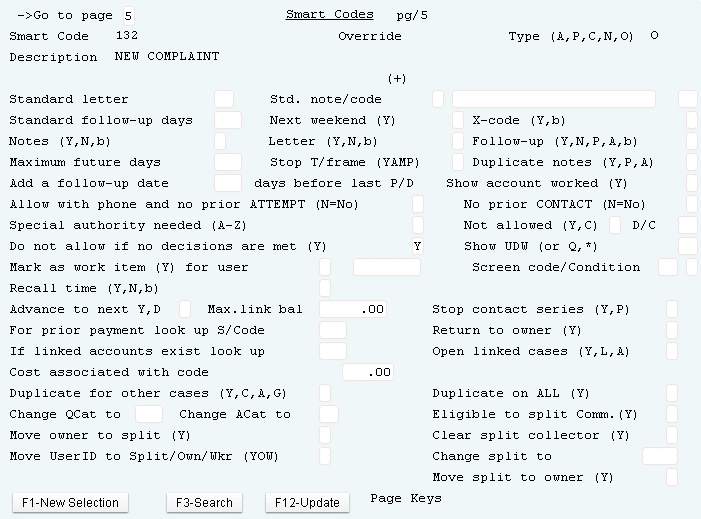 ->Go to page 5 Smart Codes pg/5
Smart Code 132 Override Type (A,P,C,N,O) O
Description NEW COMPLAINT
(+)
Standard letter Std. note/code
Standard follow-up days Next weekend (Y) X-code (Y,b)
Notes (Y,N,b) Letter (Y,N,b) Follow-up (Y,N,P,A,b)
Maximum future days Stop T/frame (YAMP) Duplicate notes (Y,P,A)
Add a follow-up date days before last P/D Show account worked (Y)
Allow with phone and no prior ATTEMPT (N=No) No prior CONTACT (N=No)
Special authority needed (A-Z) Not allowed (Y,C) D/C
Do not allow if no decisions are met (Y) Y Show UDW (or Q,*)
Mark as work item (Y) for user Screen code/Condition
Recall time (Y,N,b)
Advance to next Y,D Max.link bal .00 Stop contact series (Y,P)
For prior payment look up S/Code Return to owner (Y)
If linked accounts exist look up Open linked cases (Y,L,A)
Cost associated with code .00
Duplicate for other cases (Y,C,A,G) Duplicate on ALL (Y)
Change QCat to Change ACat to Eligible to split Comm.(Y)
Move owner to split (Y) Clear split collector (Y)
Move UserID to Split/Own/Wkr (YOW) Change split to
Move split to owner (Y)
F1-New Selection F3-Search F12-Update Page Keys